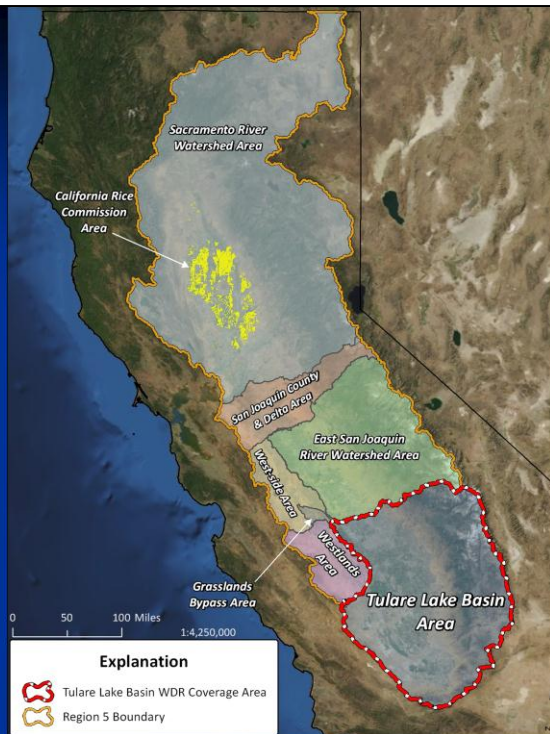 Sacramento River
Watershed Area
California Rice
Commission
Area
San Joaquin County
& Delta Area
East San Joaquin
River Watershed Area
West-side Area
Westlands
Area
Grasslands
Bypass Area
Tulare Lake Basin
Area
0 50 100 Miles
1:4,250,000
Explanation
Tulare Lake Basin WDR Coverage Area
Region 5 Boundary